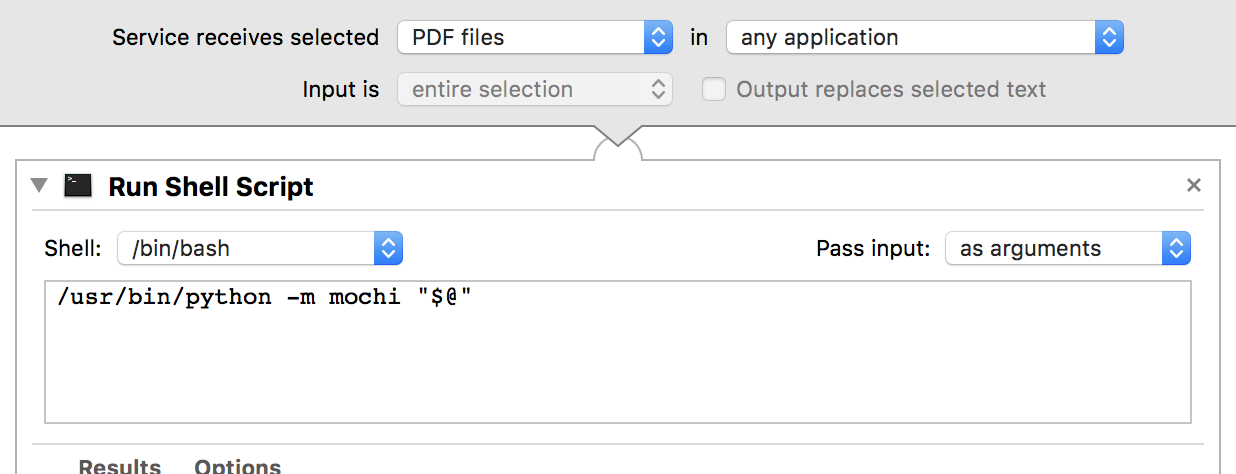 Service receives selected PDF files in any application
Input is entire selection Output replaces selected text
Run Shell Script
Shell: /bin/bash Pass input: as arguments
/usr/bin/python -m mochi "$@"
Results Options